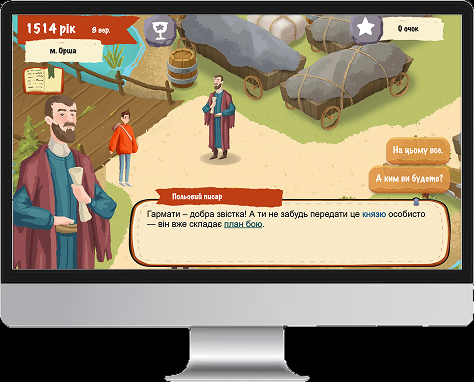 1514 рік 8 вер.
м. Орша
0 очок
На цьому все.
А ким ви будете?
Польовий писар
Гармати – добра звістка! А ти не забудь передати це князю особисто
— він вже складає план бою.